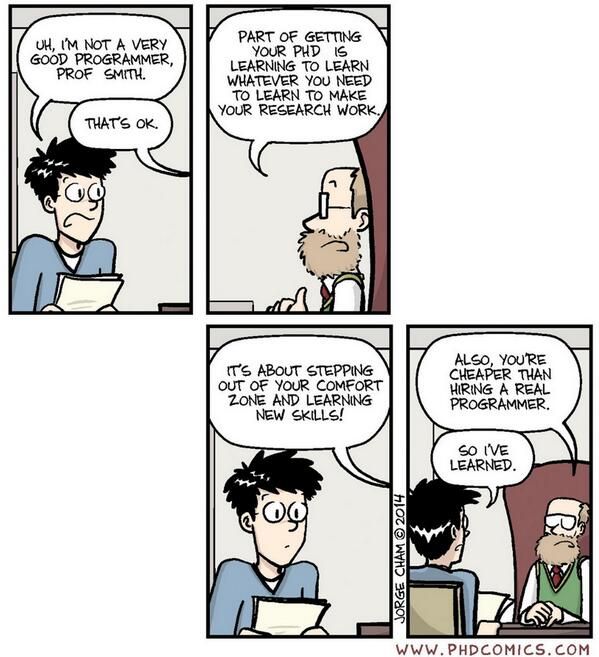 UH, I'M NOT A VERY
GOOD PROGRAMMER,
PROF SMITH.
THAT'S OK.
PART OF GETTING
YOUR PHD IS
LEARNING TO LEARN
WHATEVER YOU NEED
TO LEARN TO MAKE
YOUR RESEARCH WORK.
IT'S ABOUT STEPPING
OUT OF YOUR COMFORT
ZONE AND LEARNING
NEW SKILLS!
ALSO, YOU'RE
CHEAPER THAN
HIRING A REAL
PROGRAMMER.
SO I'VE
LEARNED.
JORGE CHAM © 2014
WWW.PHDCOMICS.COM